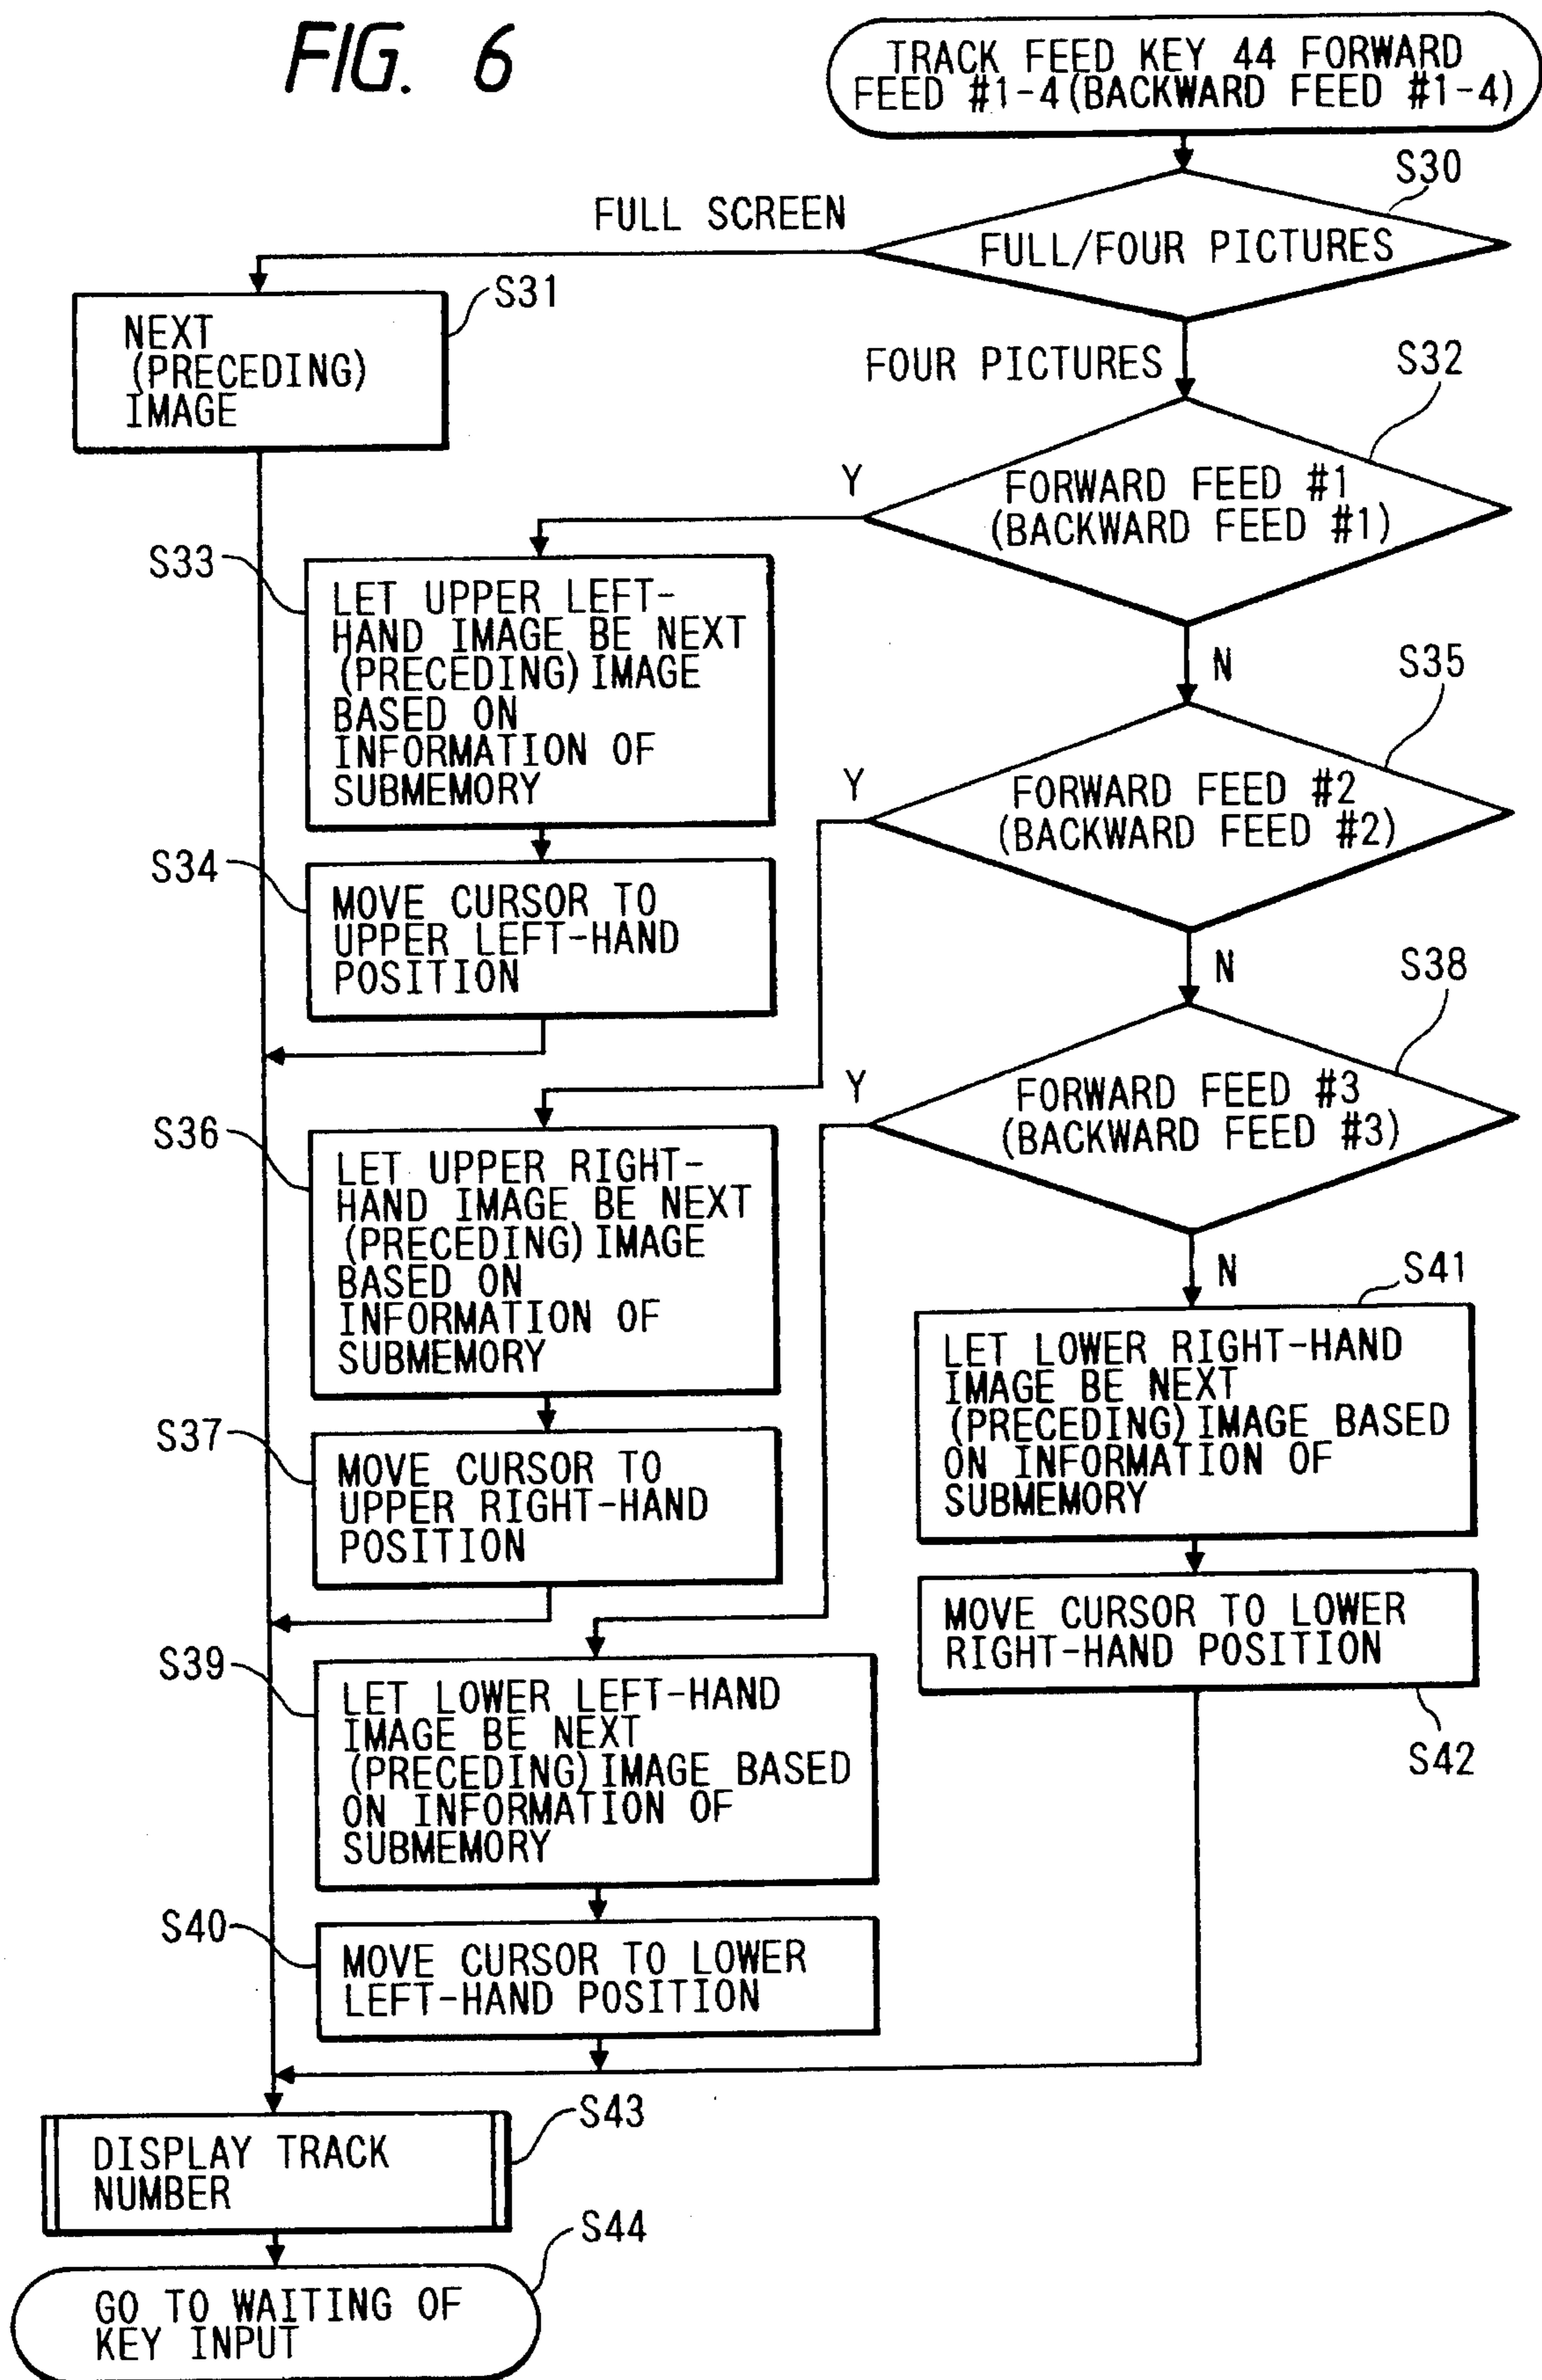 FIG. 6
TRACK FEED KEY 44 FORWARD
FEED #1-4(BACKWARD FEED #1-4)
S30
FULL SCREEN
FULL/FOUR PICTURES
S31
NEXT
(PRECEDING)
IMAGE
FOUR PICTURES
S32
Y
FORWARD FEED #1
(BACKWARD FEED #1)
S33
LET UPPER LEFT-
HAND IMAGE BE NEXT
(PRECEDING) IMAGE
BASED ON
INFORMATION OF
SUBMEMORY
N
S35
S34
MOVE CURSOR TO
UPPER LEFT-HAND
POSITION
Y
FORWARD FEED #2
(BACKWARD FEED #2)
N
S38
Y
FORWARD FEED #3
(BACKWARD FEED #3)
S36
LET UPPER RIGHT-
HAND IMAGE BE NEXT
(PRECEDING) IMAGE
BASED ON
INFORMATION OF
SUBMEMORY
N
S41
LET LOWER RIGHT-HAND
IMAGE BE NEXT
(PRECEDING) IMAGE BASED
ON INFORMATION OF
SUBMEMORY
S37
MOVE CURSOR TO
UPPER RIGHT-HAND
POSITION
MOVE CURSOR TO LOWER
RIGHT-HAND POSITION
S42
S39
LET LOWER LEFT-HAND
IMAGE BE NEXT
(PRECEDING) IMAGE BASED
ON INFORMATION OF
SUBMEMORY
S40
MOVE CURSOR TO LOWER
LEFT-HAND POSITION
S43
DISPLAY TRACK
NUMBER
S44
GO TO WAITING OF
KEY INPUT